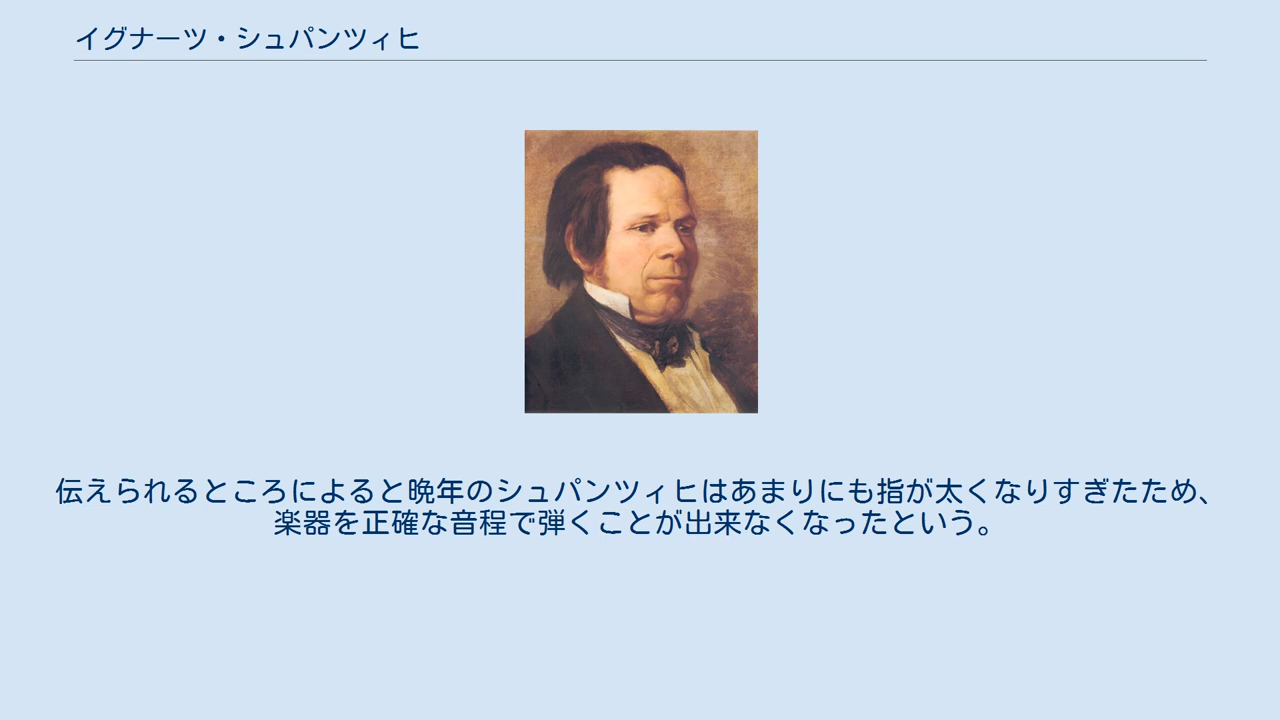 イグナーツ・シュパンツィヒ
伝えられるところによると晩年のシュパンツィヒはあまりにも指が太くなりすぎたため、
楽器を正確な音程で弾くことが出来なくなったという。